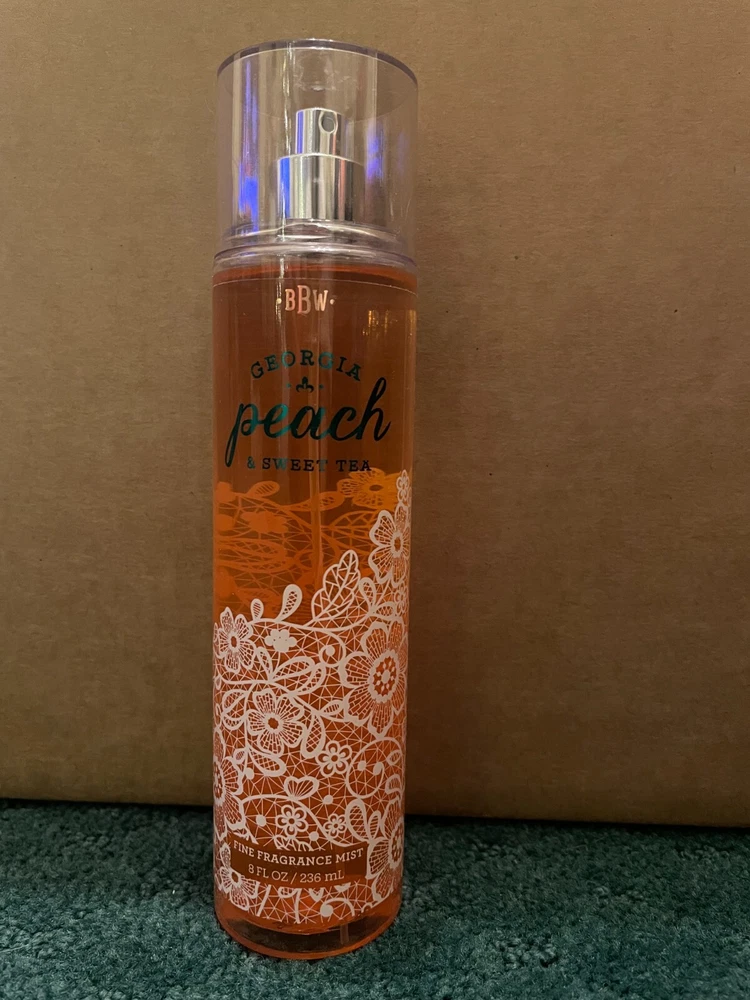 ·BBW·
GEORGIA
peach
& SWEET TEA
FINE FRAGRANCE MIST
8 FL OZ / 236 mL